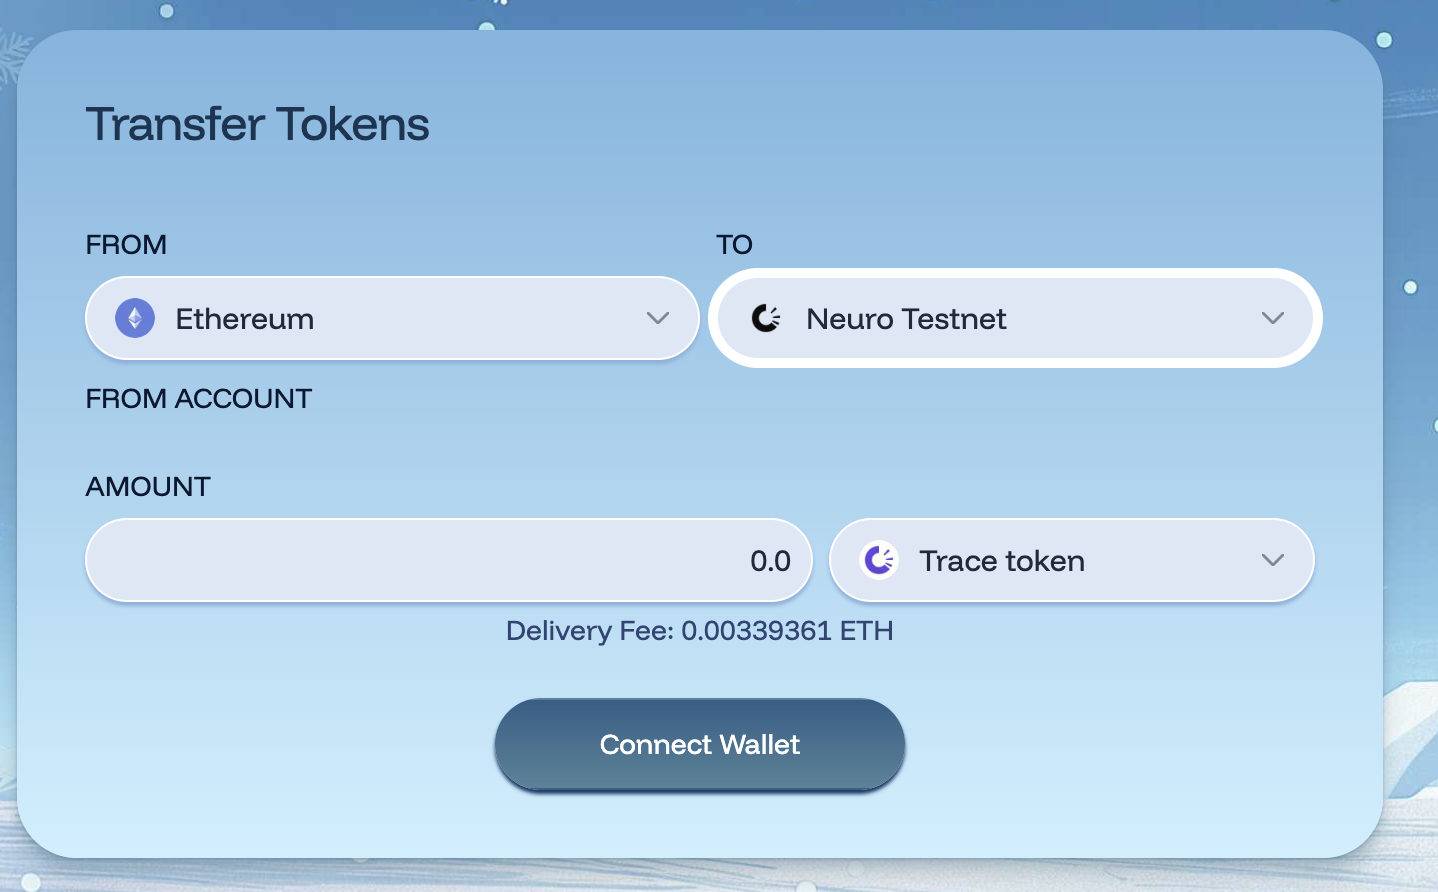 Transfer Tokens
FROM
TO
Ethereum
Neuro Testnet
FROM ACCOUNT
AMOUNT
0.0
Trace token
Delivery Fee: 0.00339361 ETH
Connect Wallet